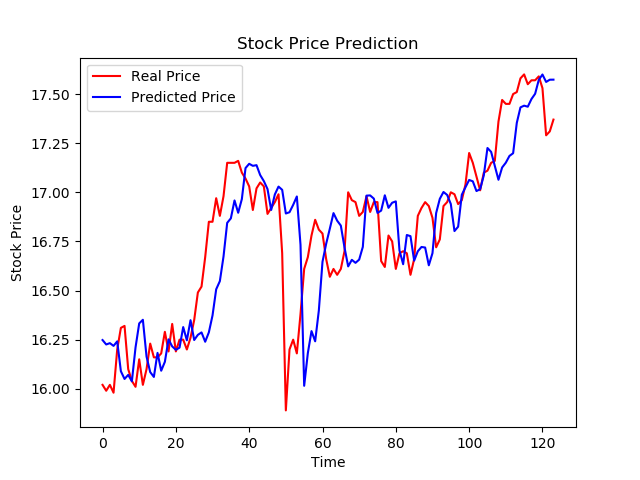 Stock Price Prediction
Real Price
Predicted Price
17.50
17.25
17.00
16.75
16.50
16.25
16.00
Stock Price
0 20 40 60 80 100 120
Time